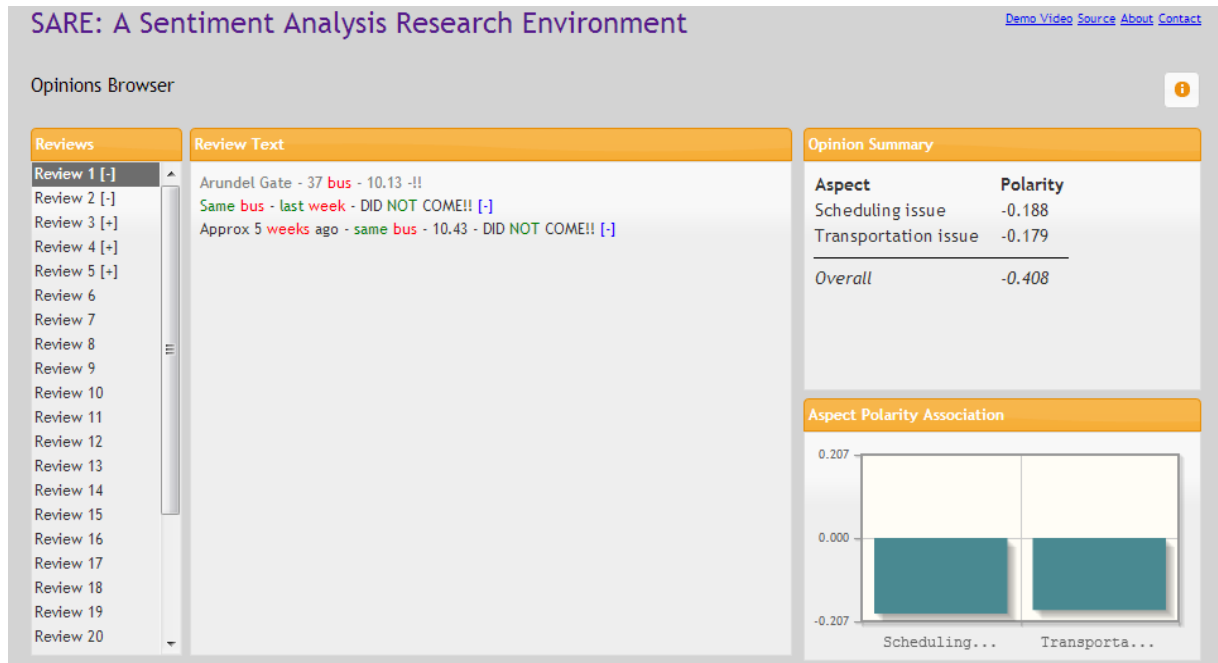 SARE: A Sentiment Analysis Research Environment
Demo Video Source About Contact
Opinions Browser
Reviews
Review 1 [-]
Review 2 [-]
Review 3 [+]
Review 4 [+]
Review 5 [+]
Review 6
Review 7
Review 8
Review 9
Review 10
Review 11
Review 12
Review 13
Review 14
Review 15
Review 16
Review 17
Review 18
Review 19
Review 20
Review Text
Arundel Gate - 37 bus - 10.13 -!!
Same bus - last week - DID NOT COME!! [-]
Approx 5 weeks ago - same bus - 10.43 - DID NOT COME!! [-]
Opinion Summary
Aspect Polarity
Scheduling issue -0.188
Transportation issue -0.179
Overall -0.408
Aspect Polarity Association
0.207
0.000
-0.207
Scheduling... Transporta...